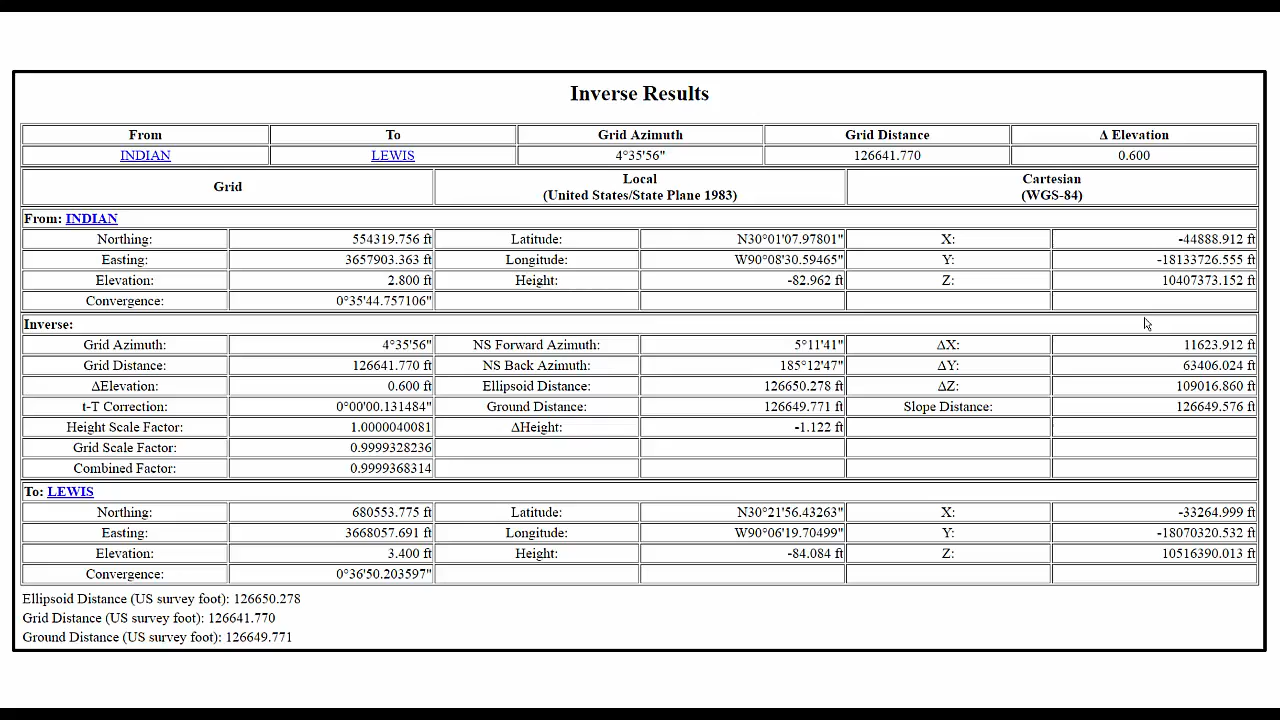 Inverse Results
From To Grid Azimuth Grid Distance Δ Elevation
INDIAN LEWIS 4°35'56" 126641.770 0.600
Grid Local (United States/State Plane 1983) Cartesian (WGS-84)
From: INDIAN
Northing: 554319.756 ft Latitude: N30°01'07.97801" X: -44888.912 ft
Easting: 3657903.363 ft Longitude: W90°08'30.59465" Y: -18133726.555 ft
Elevation: 2.800 ft Height: -82.962 ft Z: 10407373.152 ft
Convergence: 0°35'44.757106"
Inverse:
Grid Azimuth: 4°35'56" NS Forward Azimuth: 5°11'41" ΔX: 11623.912 ft
Grid Distance: 126641.770 ft NS Back Azimuth: 185°12'47" ΔY: 63406.024 ft
ΔElevation: 0.600 ft Ellipsoid Distance: 126650.278 ft ΔZ: 109016.860 ft
t-T Correction: 0°00'00.131484" Ground Distance: 126649.771 ft Slope Distance: 126649.576 ft
Height Scale Factor: 1.0000040081 ΔHeight: -1.122 ft
Grid Scale Factor: 0.9999328236
Combined Factor: 0.9999368314
To: LEWIS
Northing: 680553.775 ft Latitude: N30°21'56.43263" X: -33264.999 ft
Easting: 3668057.691 ft Longitude: W90°06'19.70499" Y: -18070320.532 ft
Elevation: 3.400 ft Height: -84.084 ft Z: 10516390.013 ft
Convergence: 0°36'50.203597"
Ellipsoid Distance (US survey foot): 126650.278
Grid Distance (US survey foot): 126641.770
Ground Distance (US survey foot): 126649.771